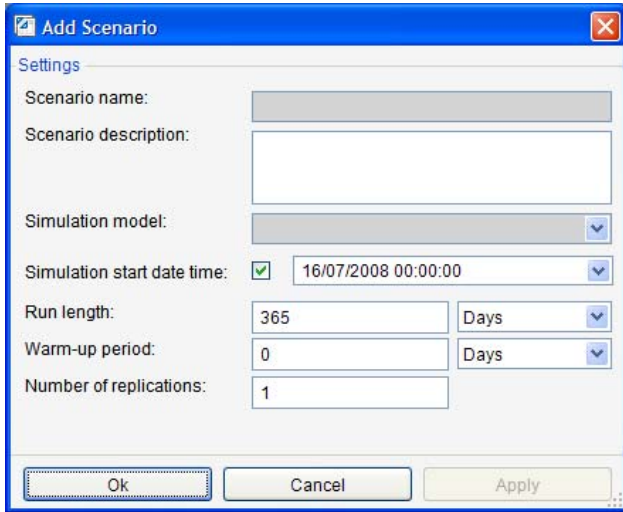 Add Scenario
Settings
Scenario name:
Scenario description:
Simulation model:
Simulation start date time: 16/07/2008 00:00:00
Run length: 365 Days
Warm-up period: 0 Days
Number of replications: 1
Ok Cancel Apply